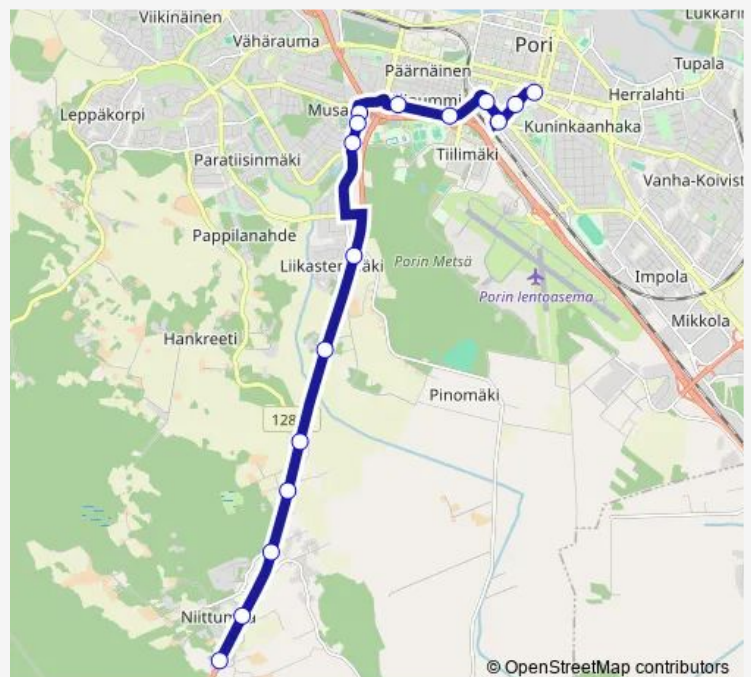 Viikinäinen
Lukkari
Vähärauma
Pori
Tupala
Päärnäinen
Leppäkorpi
Musa
Herralahti
Kuninkaanhaka
Paratiisinmäki
Tiilimäki
Vanha-Koivist
Pappilanahde
Porin Metsä
Impola
Porin lentoasema
Mikkola
Hankreeti
Pinomäki
128
© OpenStreetMap contributors